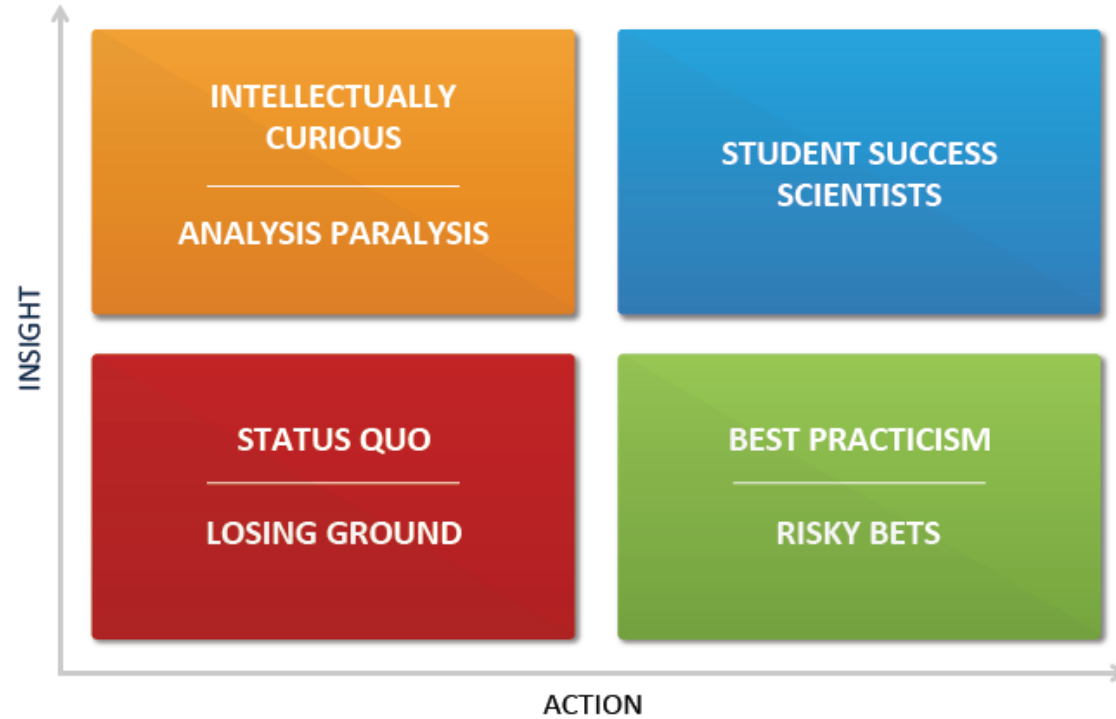 INTELLECTUALLY
CURIOUS
ANALYSIS PARALYSIS
STUDENT SUCCESS
SCIENTISTS
INSIGHT
STATUS QUO
LOSING GROUND
BEST PRACTICISM
RISKY BETS
ACTION